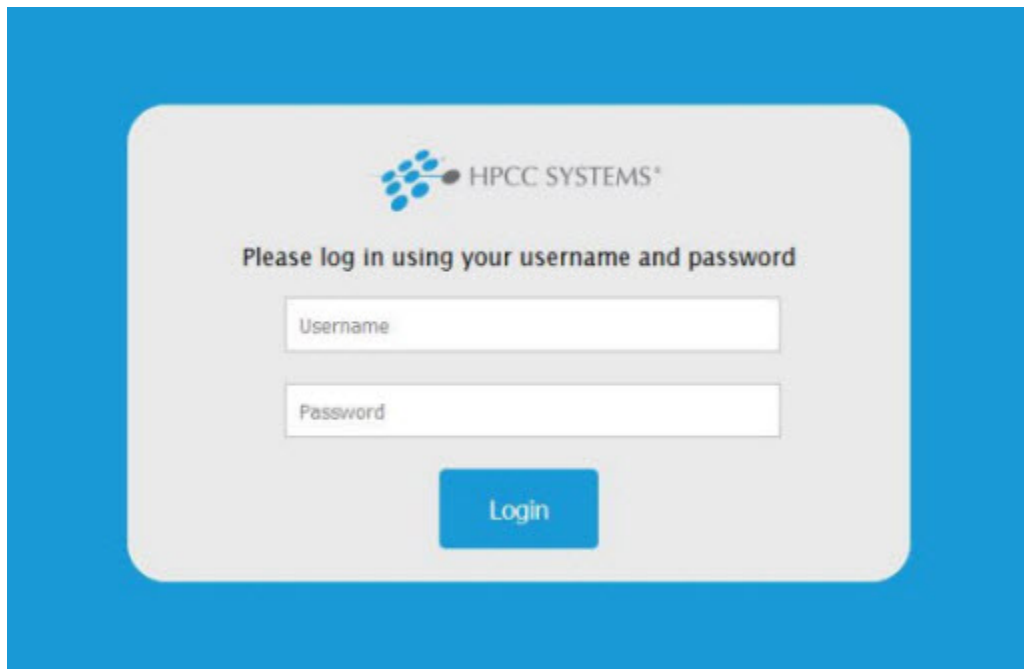 HPCC SYSTEMS®
Please log in using your username and password
Username
Password
Login